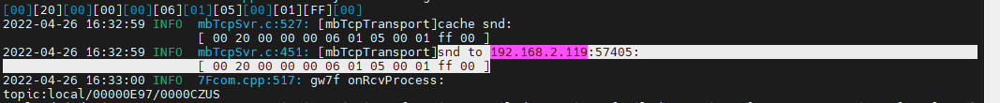 [00][20][00][00][00][06][01][05][00][01][FF][00]
2022-04-26 16:32:59 INFO mbTcpSvr.c:527: [mbTcpTransport]cache snd:
[ 00 20 00 00 00 06 01 05 00 01 ff 00 ]
2022-04-26 16:32:59 INFO mbTcpSvr.c:451: [mbTcpTransport]snd to 192.168.2.119:57405:
[ 00 20 00 00 00 06 01 05 00 01 ff 00 ]
2022-04-26 16:33:00 INFO 7Fcom.cpp:517: gw7f onRcvProcess:
topic:local/00000E97/0000CZUS